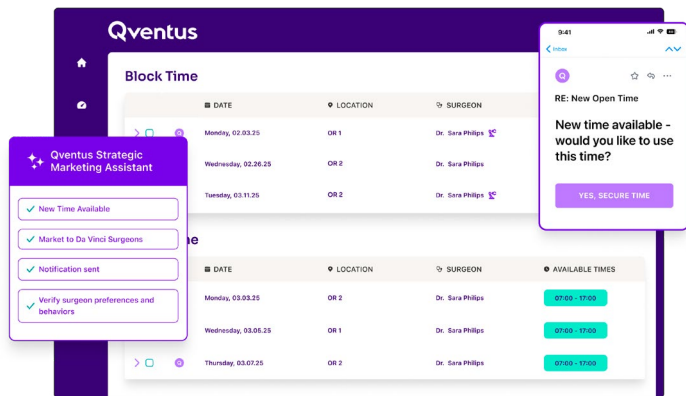 Qventus
Block Time
DATE LOCATION SURGEON
Q Monday, 02.03.25 OR 1 Dr. Sara Philips
Wednesday, 02.26.25 OR 2 Dr. Sara Philips
Tuesday, 03.11.25 OR 2 Dr. Sara Philips
Qventus Strategic
Marketing Assistant
New Time Available
Market to Da Vinci Surgeons
Notification sent
Verify surgeon preferences and
behaviors
DATE LOCATION SURGEON AVAILABLE TIMES
Monday, 03.03.25 OR 2 Dr. Sara Philips 07:00 - 17:00
Wednesday, 03.05.25 OR 1 Dr. Sara Philips 07:00 - 17:00
Q Thursday, 03.07.25 OR 2 Dr. Sara Philips 07:00 - 17:00
9:41
Inbox
Q
RE: New Open Time
New time available -
would you like to use
this time?
YES, SECURE TIME